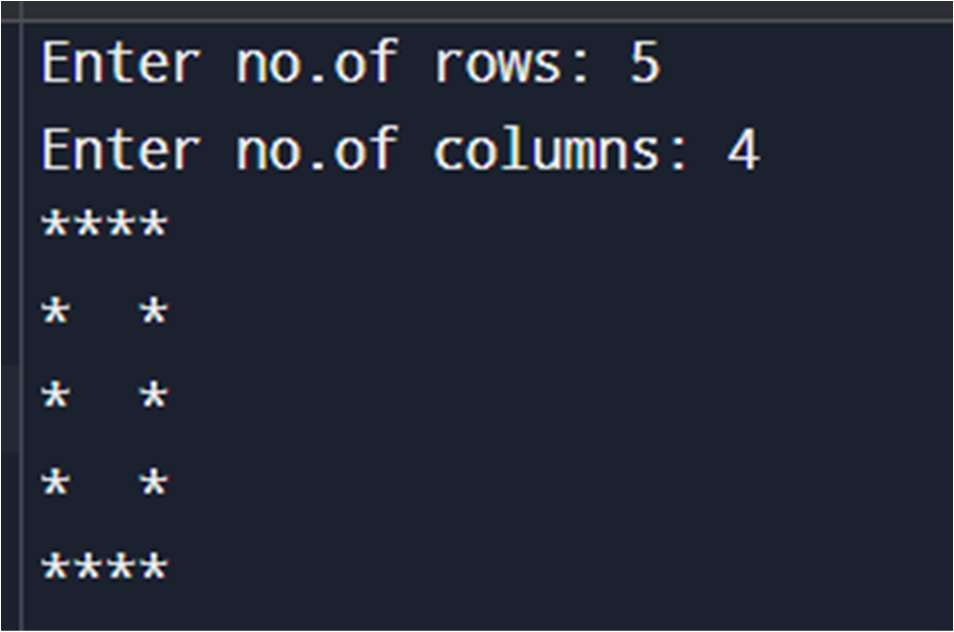 Enter no.of rows: 5
Enter no.of columns: 4
****
*  *
*  *
*  *
****